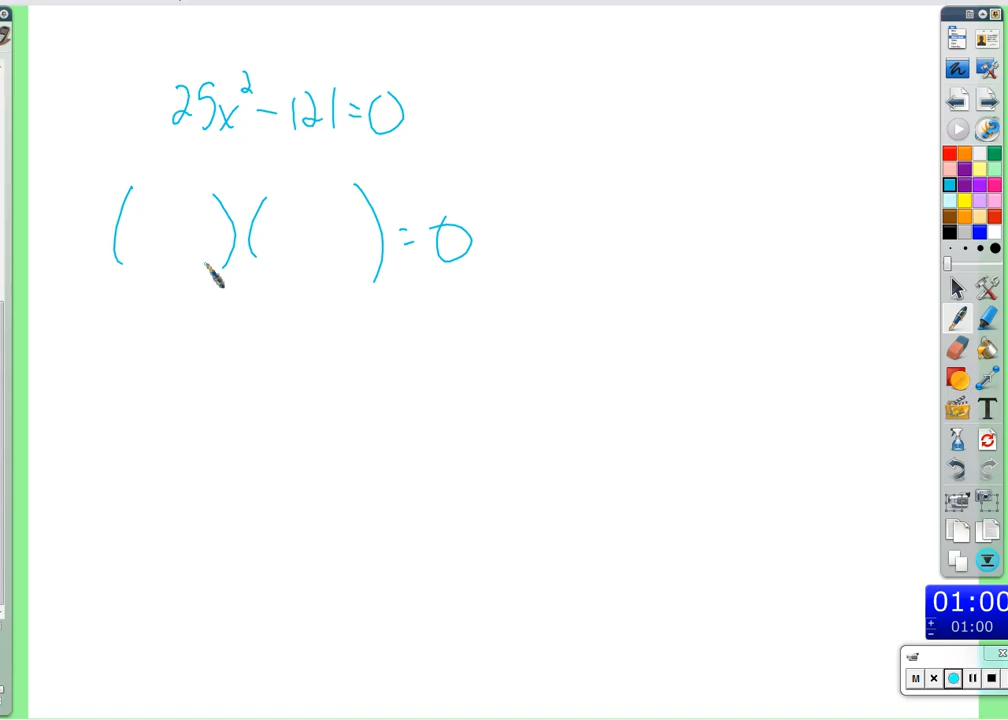 25x² - 121 = 0
(      )(      ) = 0
T
01:00
+
01:00
-
M